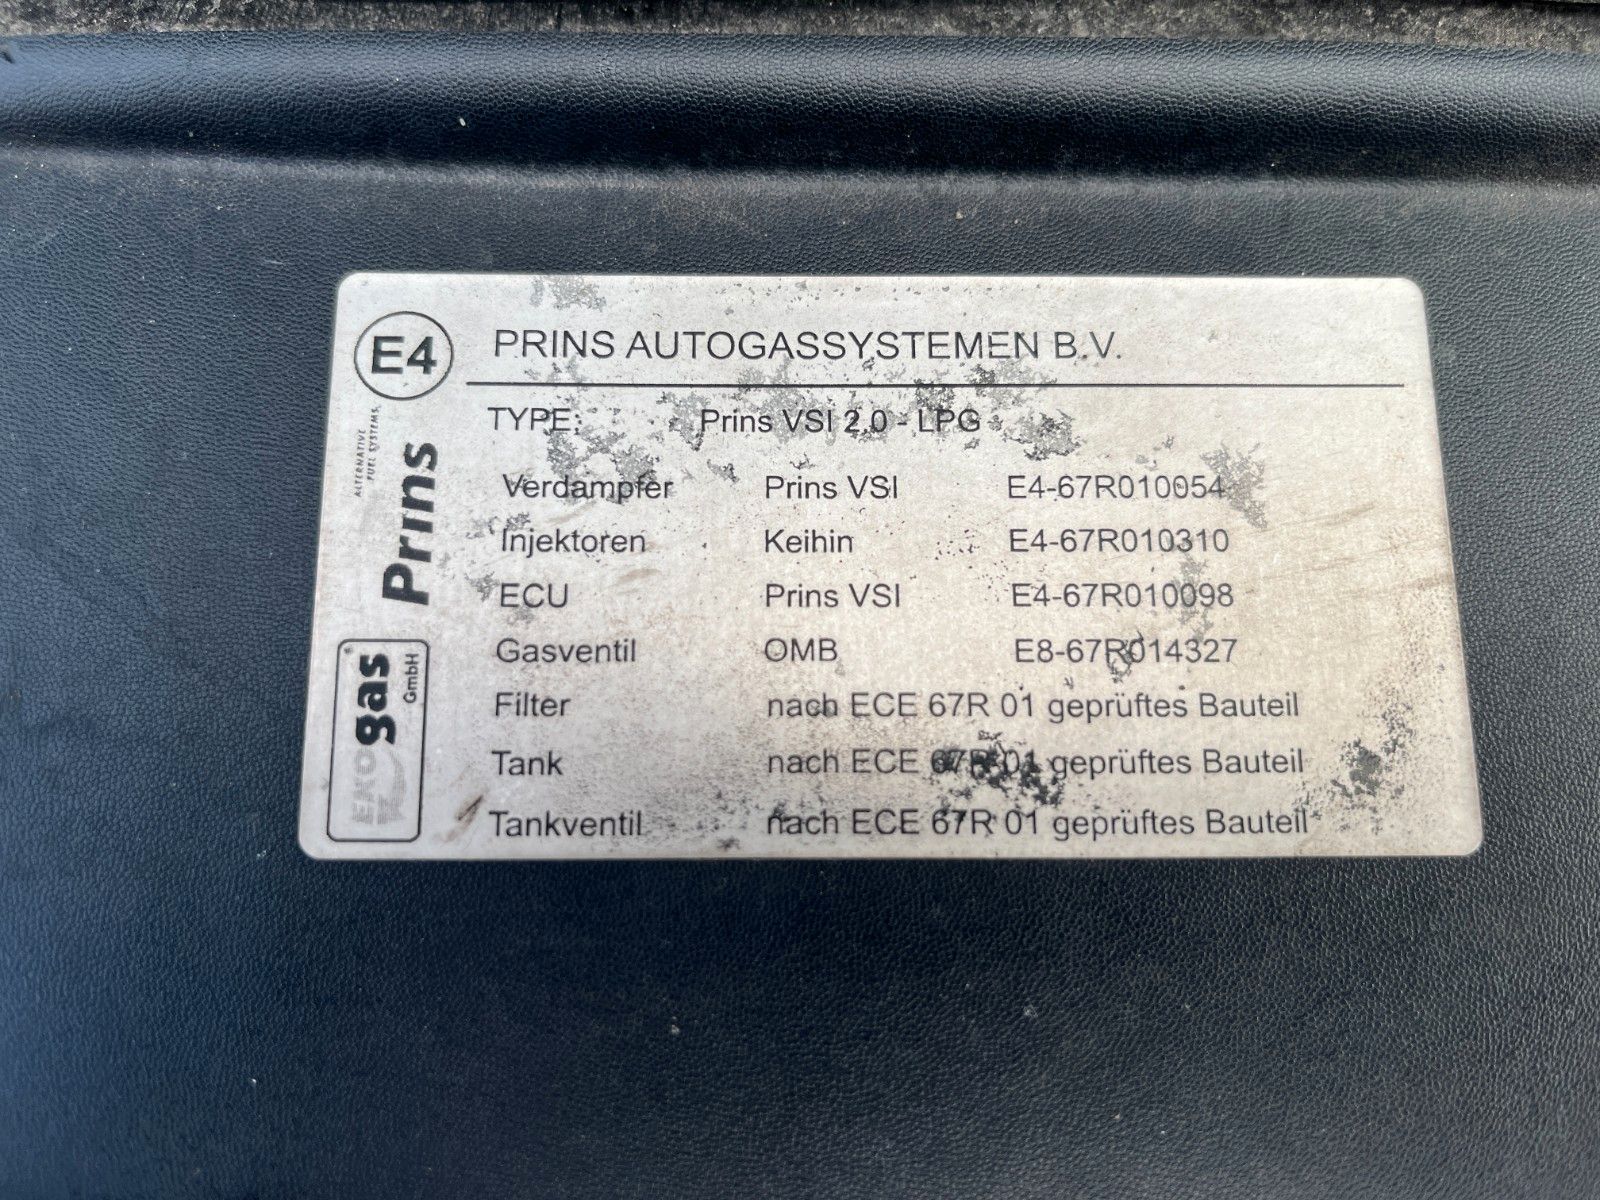 E4
PRINS AUTOGASSYSTEMEN B.V.
TYPE: Prins VSI 2.0 - LPG
Verdampfer Prins VSI E4-67R010054
Injektoren Keihin E4-67R010310
ECU Prins VSI E4-67R010098
Gasventil OMB E8-67R014327
Filter nach ECE 67R 01 geprüftes Bauteil
Tank nach ECE 67R 01 geprüftes Bauteil
Tankventil nach ECE 67R 01 geprüftes Bauteil
Prins
ALTERNATIVE
FUEL SYSTEMS.
EKO
gas
GmbH